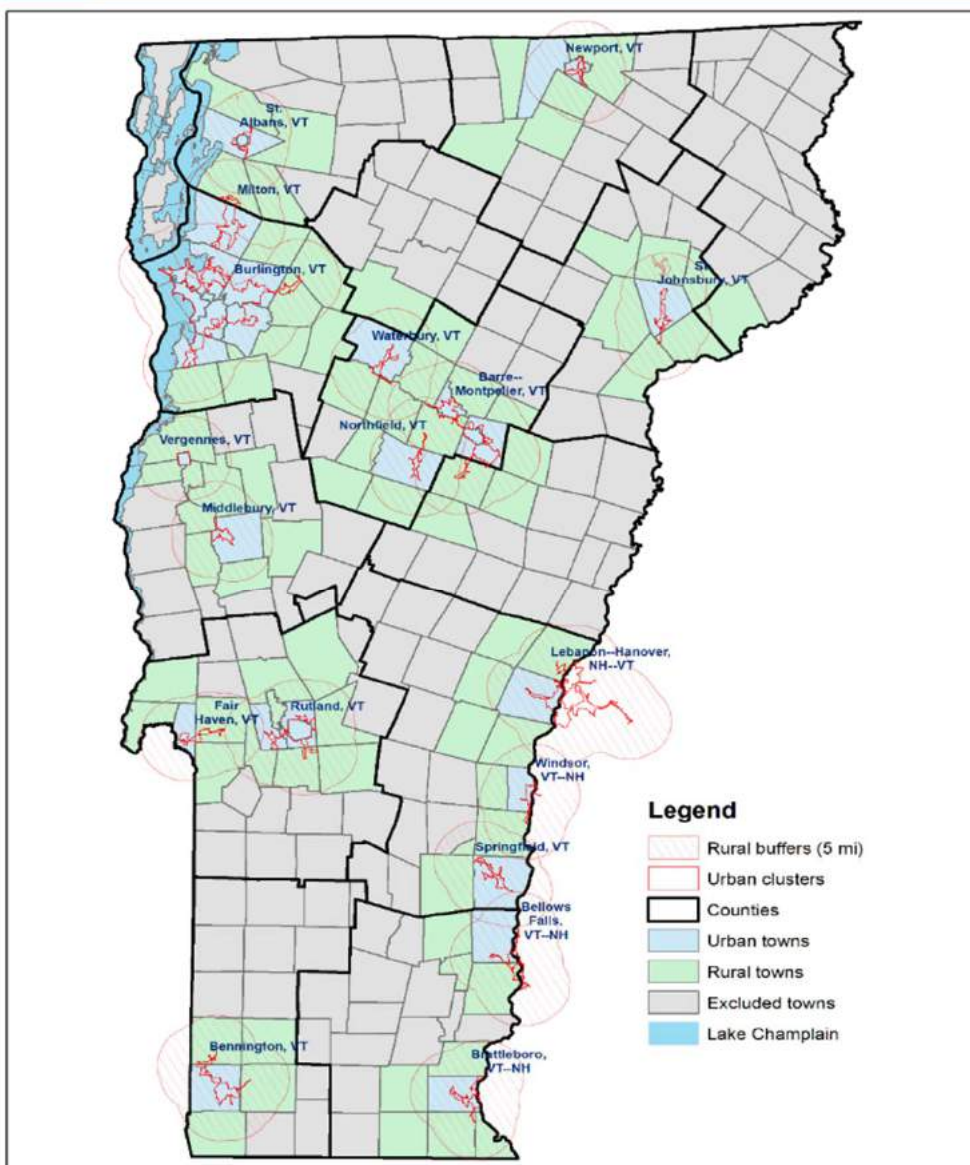 Newport, VT
St.
Albans, VT
Milton, VT
Burlington, VT
St.
Johnsbury, VT
Waterbury, VT
Barre--
Montpelier, VT
Northfield, VT
Vergennes, VT
Middlebury, VT
Lebanon--Hanover,
NH--VT
Fair
Haven, VT
Rutland, VT
Windsor,
VT--NH
Springfield, VT
Bellows
Falls,
VT--NH
Bennington, VT
Brattleboro,
VT--NH
Legend
Rural buffers (5 mi)
Urban clusters
Counties
Urban towns
Rural towns
Excluded towns
Lake Champlain